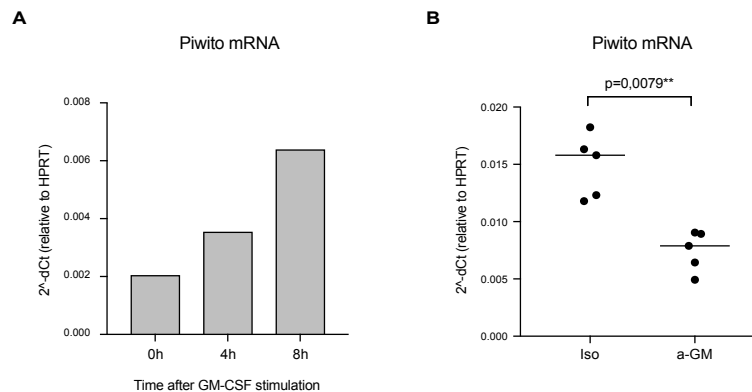 A
Piwito mRNA
2^-dCt (relative to HPRT)
0.008
0.006
0.004
0.002
0.000
0h 4h 8h
Time after GM-CSF stimulation
B
Piwito mRNA
p=0,0079**
2^-dCt (relative to HPRT)
0.020
0.015
0.010
0.005
0.000
Iso a-GM